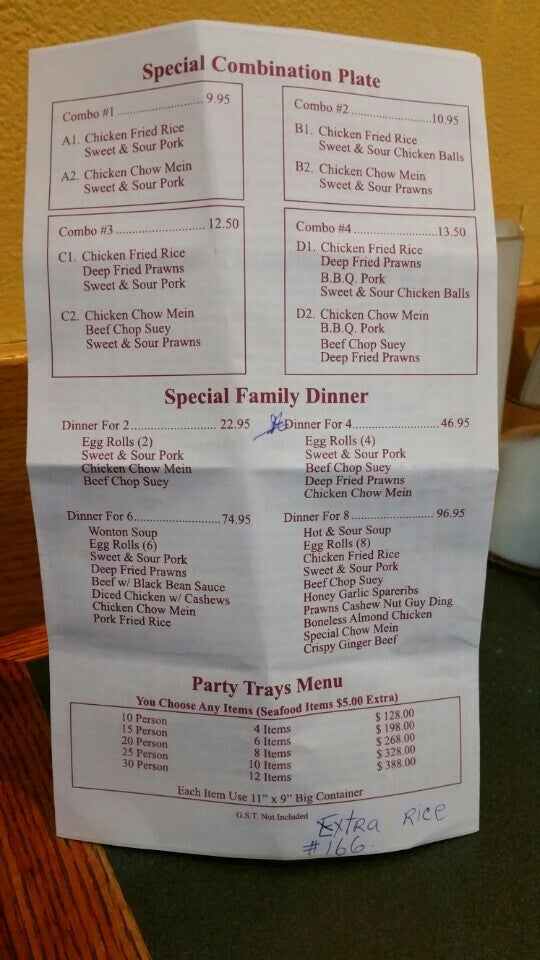 Special Combination Plate
Combo #1 ........................ 9.95
A1. Chicken Fried Rice
Sweet & Sour Pork
A2. Chicken Chow Mein
Sweet & Sour Pork
Combo #2 ........................10.95
B1. Chicken Fried Rice
Sweet & Sour Chicken Balls
B2. Chicken Chow Mein
Sweet & Sour Prawns
Combo #3 ........................ 12.50
C1. Chicken Fried Rice
Deep Fried Prawns
Sweet & Sour Pork
C2. Chicken Chow Mein
Beef Chop Suey
Sweet & Sour Prawns
Combo #4 ........................13.50
D1. Chicken Fried Rice
Deep Fried Prawns
B.B.Q. Pork
Sweet & Sour Chicken Balls
D2. Chicken Chow Mein
B.B.Q. Pork
Beef Chop Suey
Deep Fried Prawns
Special Family Dinner
Dinner For 2 ........................ 22.95
Egg Rolls (2)
Sweet & Sour Pork
Chicken Chow Mein
Beef Chop Suey
Dinner For 4 ........................ 46.95
Egg Rolls (4)
Sweet & Sour Pork
Beef Chop Suey
Deep Fried Prawns
Chicken Chow Mein
Dinner For 6 ........................74.95
Wonton Soup
Egg Rolls (6)
Sweet & Sour Pork
Deep Fried Prawns
Beef w/ Black Bean Sauce
Diced Chicken w/ Cashews
Chicken Chow Mein
Pork Fried Rice
Dinner For 8 ........................ 96.95
Hot & Sour Soup
Egg Rolls (8)
Chicken Fried Rice
Sweet & Sour Pork
Beef Chop Suey
Honey Garlic Spareribs
Prawns Cashew Nut Guy Ding
Boneless Almond Chicken
Special Chow Mein
Crispy Ginger Beef
Party Trays Menu
You Choose Any Items (Seafood Items $5.00 Extra)
10 Person 4 Items $ 128.00
15 Person 6 Items $ 198.00
20 Person 8 Items $ 268.00
25 Person 10 Items $ 328.00
30 Person 12 Items $ 388.00
Each Item Use 11" x 9" Big Container
G.S.T. Not Included
Extra Rice
#166.